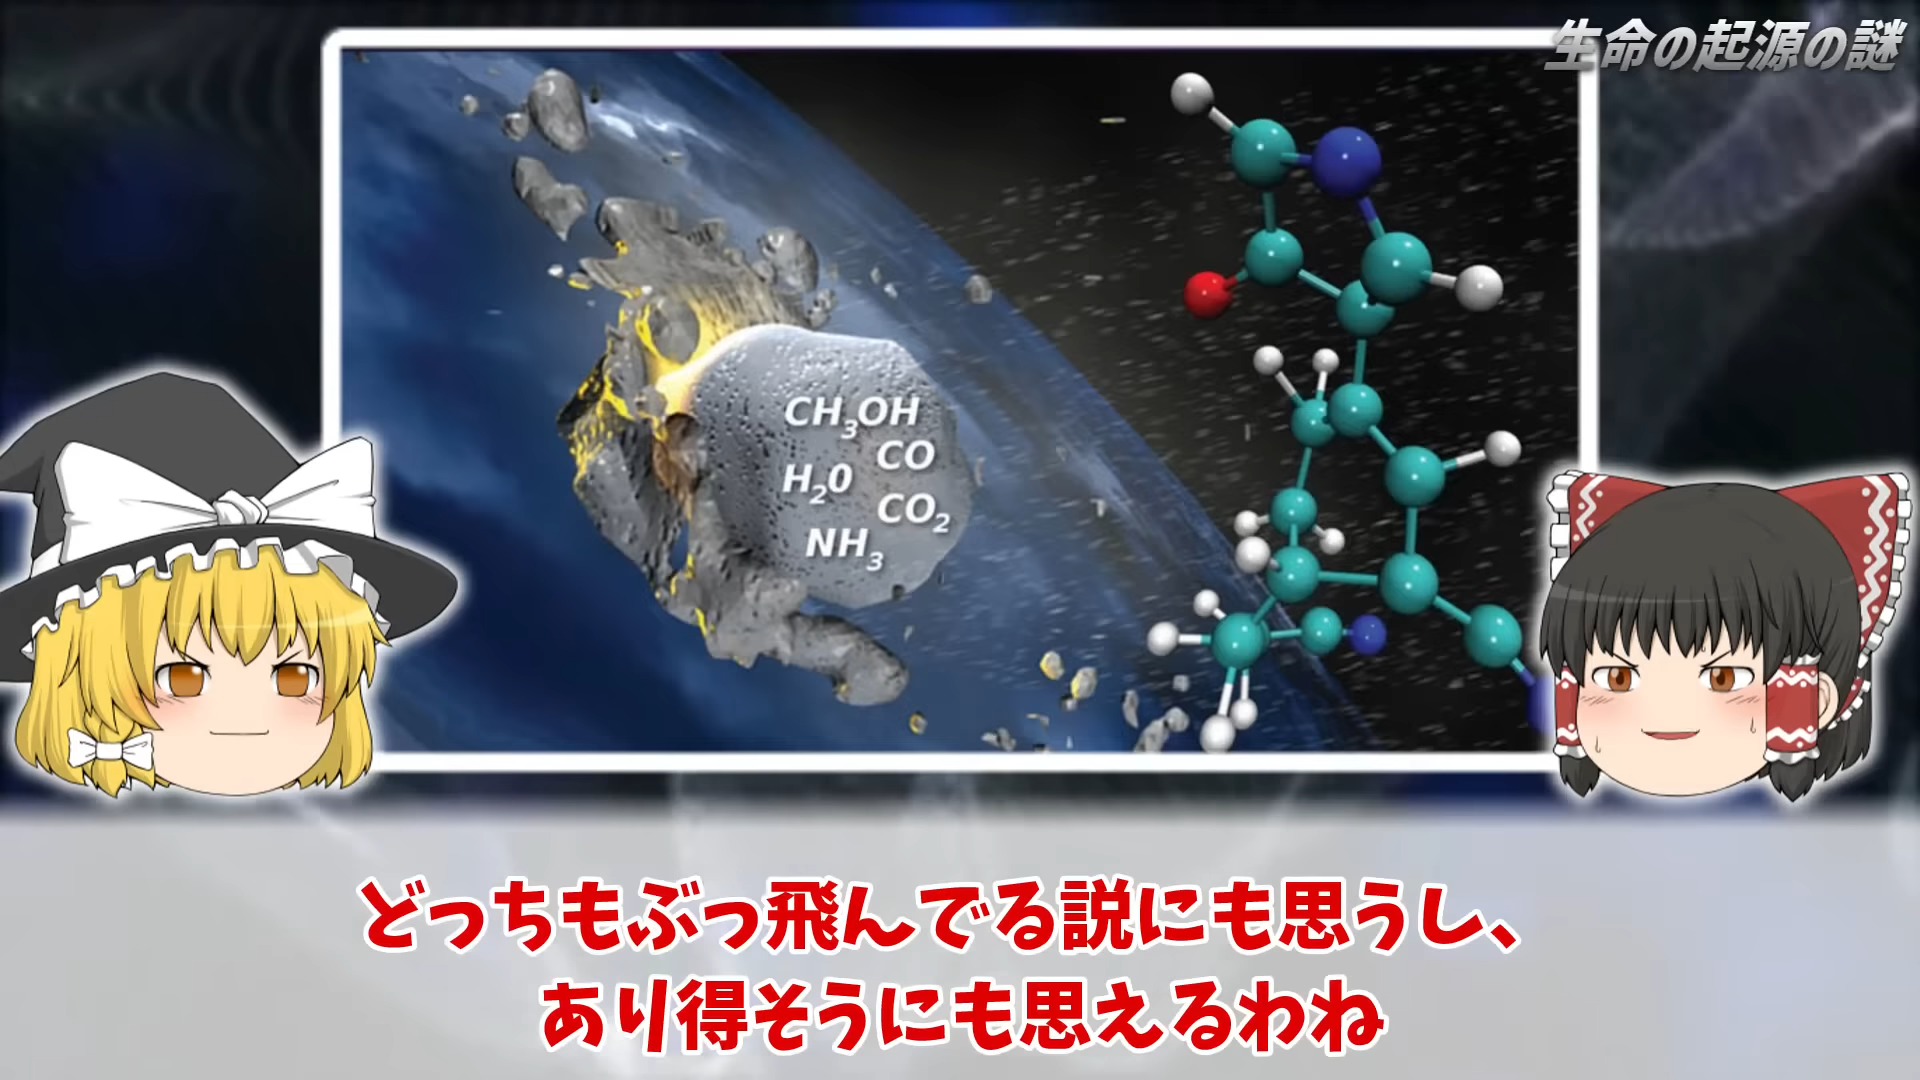 生命の起源の謎
CH₃OH
CO
H₂0
CO₂
NH₃
どっちもぶっ飛んでる説にも思うし、
あり得そうにも思えるわね